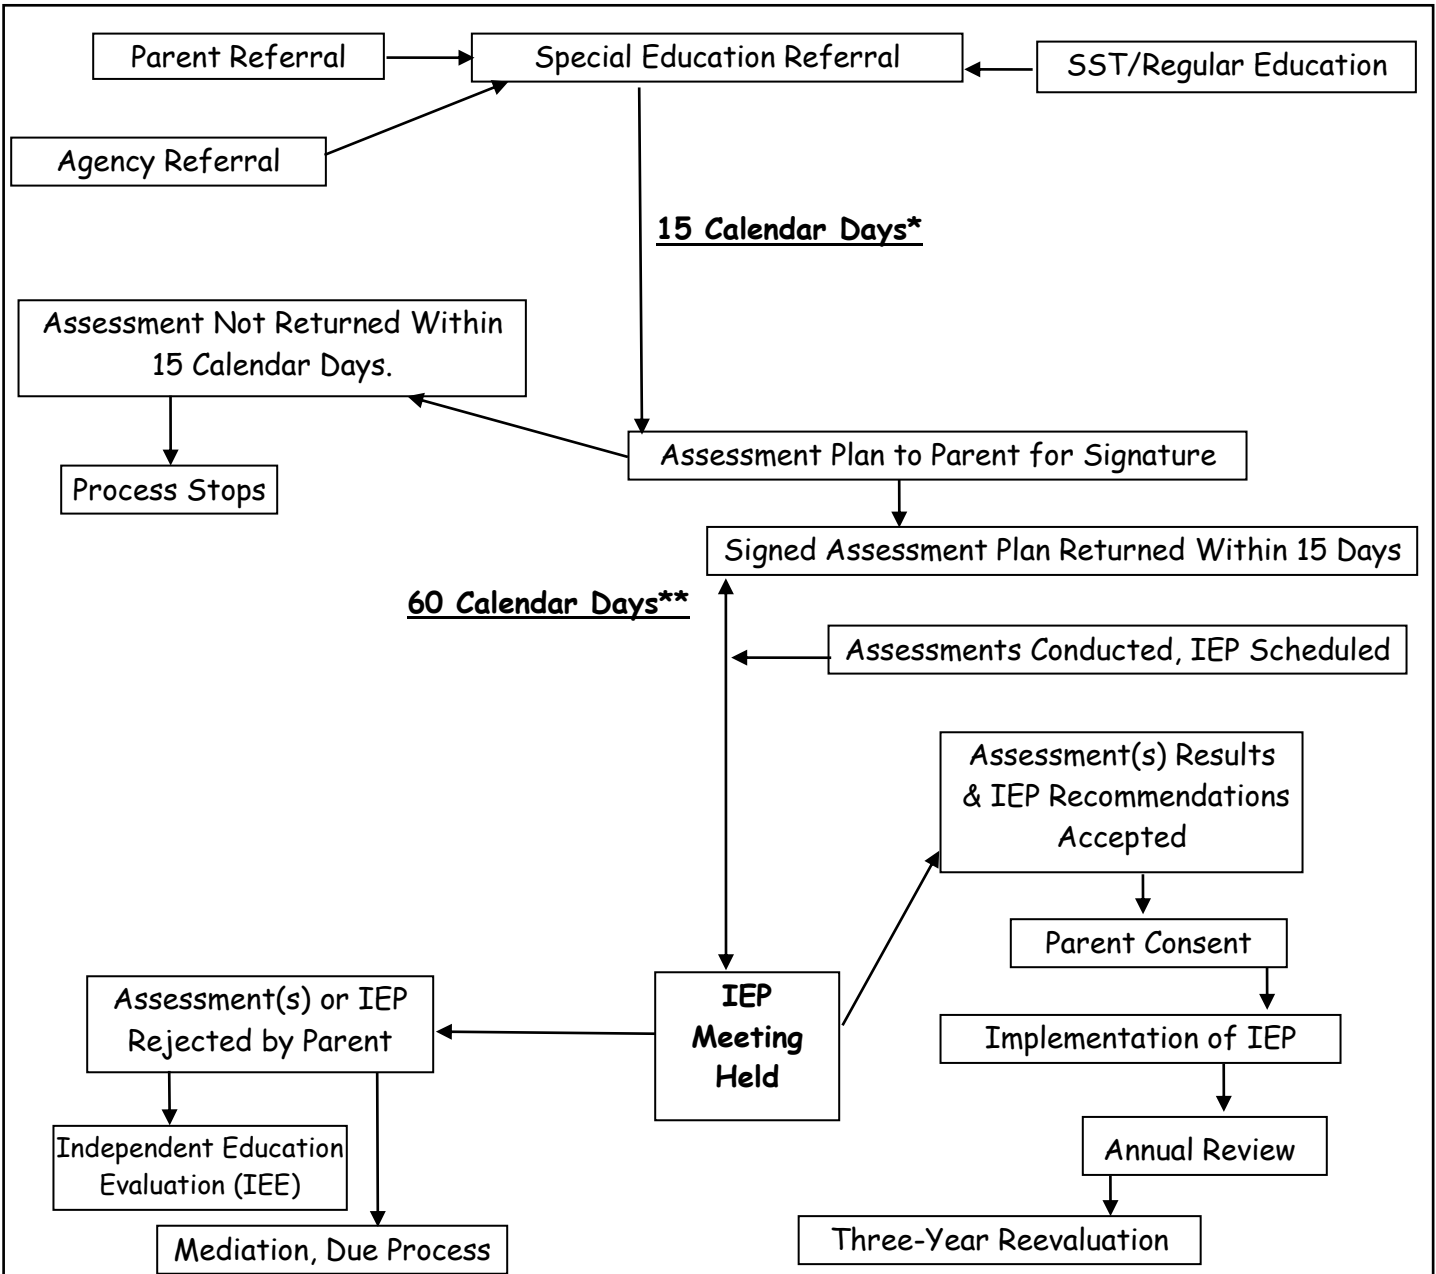 Parent Referral
Special Education Referral
SST/Regular Education
Agency Referral
15 Calendar Days*
Assessment Not Returned Within
15 Calendar Days.
Assessment Plan to Parent for Signature
Process Stops
Signed Assessment Plan Returned Within 15 Days
60 Calendar Days**
Assessments Conducted, IEP Scheduled
Assessment(s) Results
& IEP Recommendations
Accepted
Parent Consent
IEP
Meeting
Held
Assessment(s) or IEP
Rejected by Parent
Implementation of IEP
Independent Education
Evaluation (IEE)
Annual Review
Mediation, Due Process
Three-Year Reevaluation